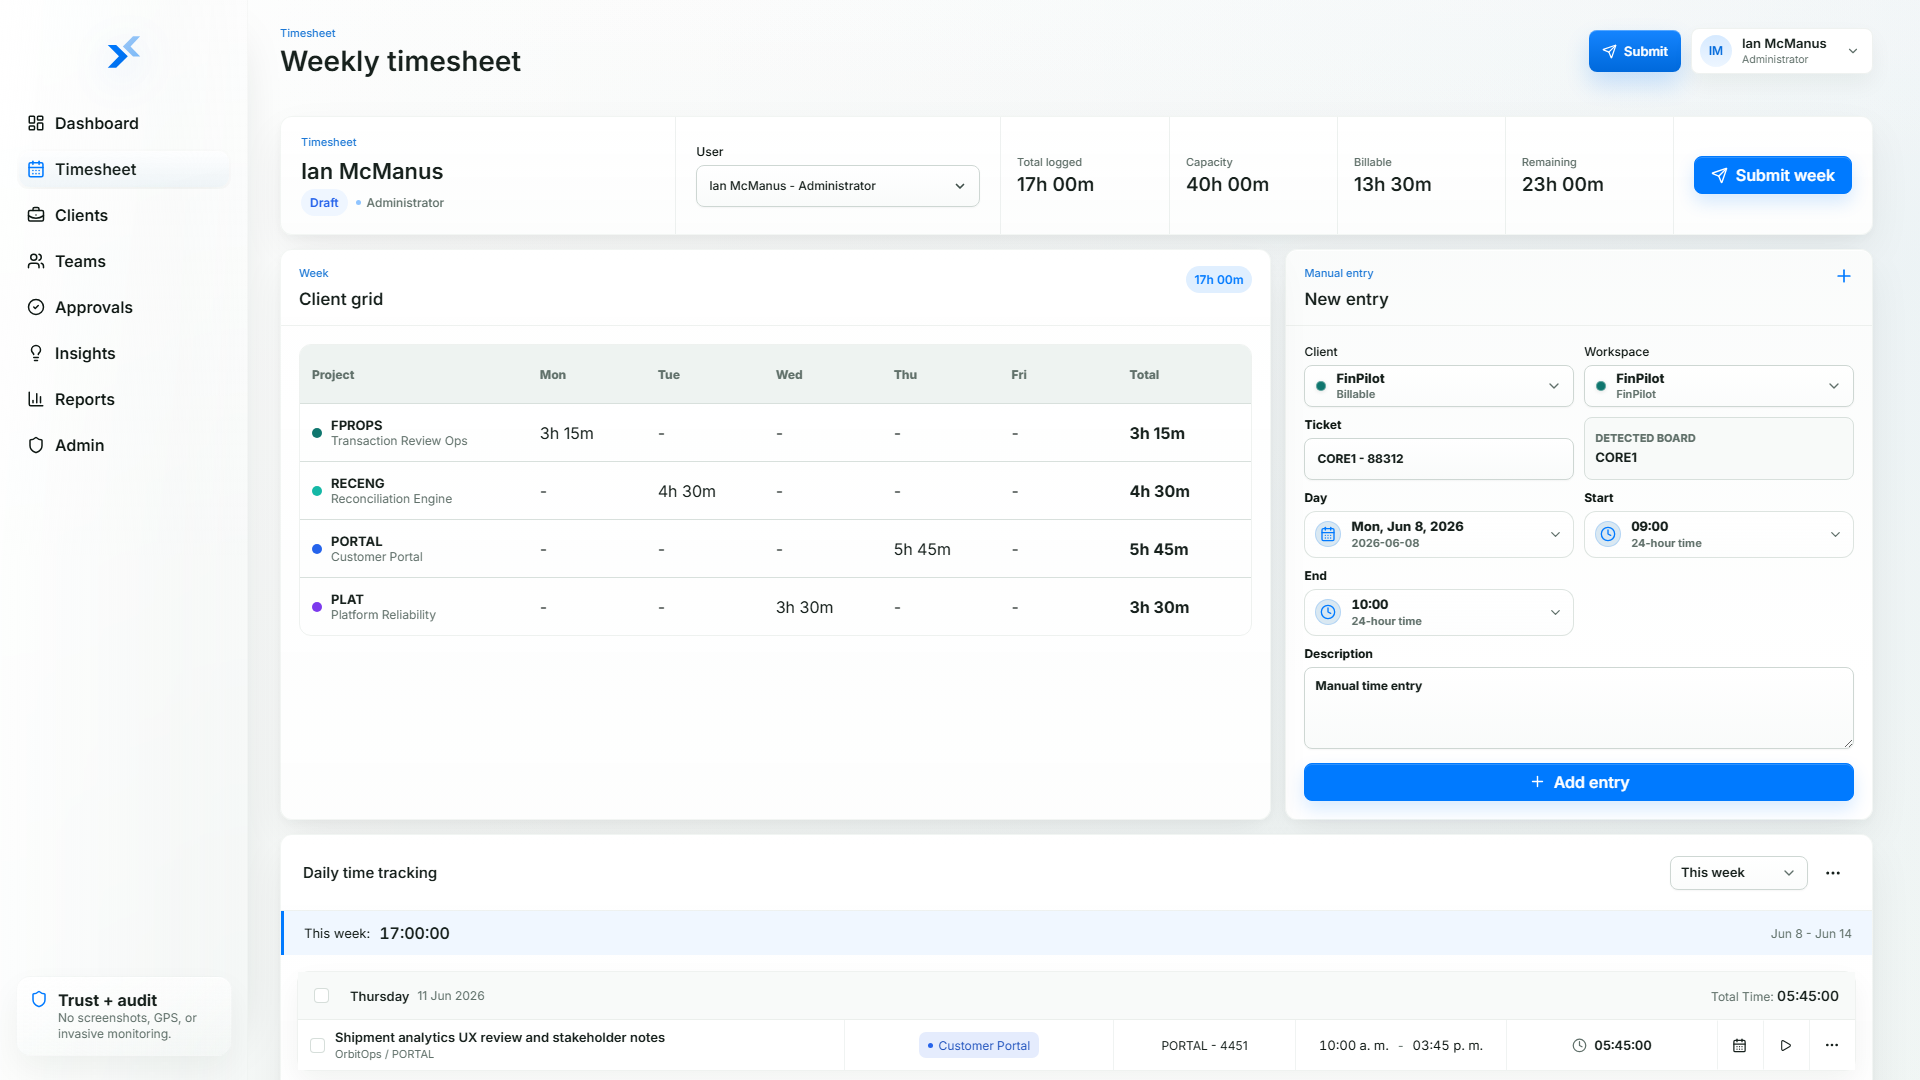 Dashboard
Timesheet
Clients
Teams
Approvals
Insights
Reports
Admin
Trust + audit
No screenshots, GPS, or
invasive monitoring.
Timesheet
Weekly timesheet
Submit
IM
Ian McManus
Administrator
Timesheet
Ian McManus
Draft
Administrator
User
Ian McManus - Administrator
Total logged
17h 00m
Capacity
40h 00m
Billable
13h 30m
Remaining
23h 00m
Submit week
Week
Client grid
17h 00m
Project Mon Tue Wed Thu Fri Total
FPROPS
Transaction Review Ops
3h 15m - - - - 3h 15m
RECENG
Reconciliation Engine
- 4h 30m - - - 4h 30m
PORTAL
Customer Portal
- - - 5h 45m - 5h 45m
PLAT
Platform Reliability
- - 3h 30m - - 3h 30m
Manual entry
New entry
Client
FinPilot
Billable
Workspace
FinPilot
FinPilot
Ticket
CORE1 - 88312
DETECTED BOARD
CORE1
Day
Mon, Jun 8, 2026
2026-06-08
Start
09:00
24-hour time
End
10:00
24-hour time
Description
Manual time entry
+ Add entry
Daily time tracking
This week
This week: 17:00:00
Jun 8 - Jun 14
Thursday 11 Jun 2026
Total Time: 05:45:00
Shipment analytics UX review and stakeholder notes
OrbitOps / PORTAL
Customer Portal
PORTAL - 4451
10:00 a. m. - 03:45 p. m.
05:45:00